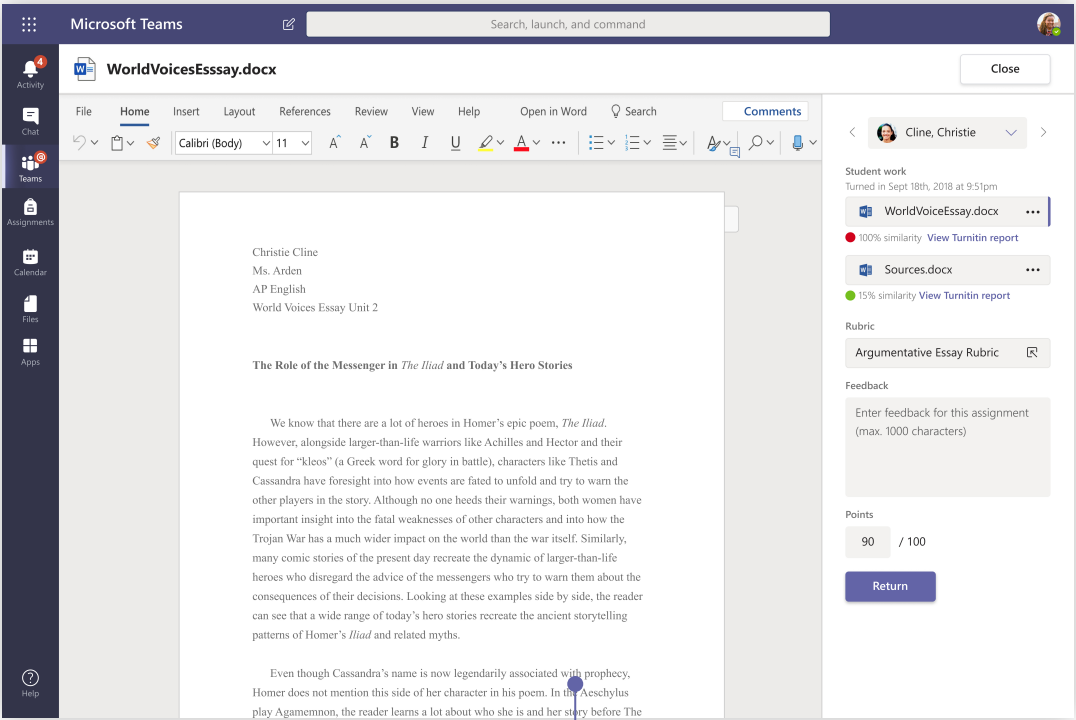 Microsoft Teams
Search, launch, and command
4
Activity
Chat
@
Teams
Assignments
Calendar
Files
Apps
Help
W
WorldVoicesEsssay.docx
Close
File Home Insert Layout References Review View Help Open in Word Search Comments
Calibri (Body) 11 A A B I U A A
Christie Cline
Ms. Arden
AP English
World Voices Essay Unit 2
The Role of the Messenger in The Iliad and Today's Hero Stories
We know that there are a lot of heroes in Homer's epic poem, The Iliad.
However, alongside larger-than-life warriors like Achilles and Hector and their
quest for “kleos” (a Greek word for glory in battle), characters like Thetis and
Cassandra have foresight into how events are fated to unfold and try to warn the
other players in the story. Although no one heeds their warnings, both women have
important insight into the fatal weaknesses of other characters and into how the
Trojan War has a much wider impact on the world than the war itself. Similarly,
many comic stories of the present day recreate the dynamic of larger-than-life
heroes who disregard the advice of the messengers who try to warn them about the
consequences of their decisions. Looking at these examples side by side, the reader
can see that a wide range of today's hero stories recreate the ancient storytelling
patterns of Homer's Iliad and related myths.
Even though Cassandra's name is now legendarily associated with prophecy,
Homer does not mention this side of her character in his poem. In the Aeschylus
play Agamemnon, the reader learns a lot about who she is and her story before The
Cline, Christie
Student work
Turned in Sept 18th, 2018 at 9:51pm
W WorldVoiceEssay.docx
100% similarity View Turnitin report
W Sources.docx
15% similarity View Turnitin report
Rubric
Argumentative Essay Rubric
Feedback
Enter feedback for this assignment
(max. 1000 characters)
Points
90 / 100
Return